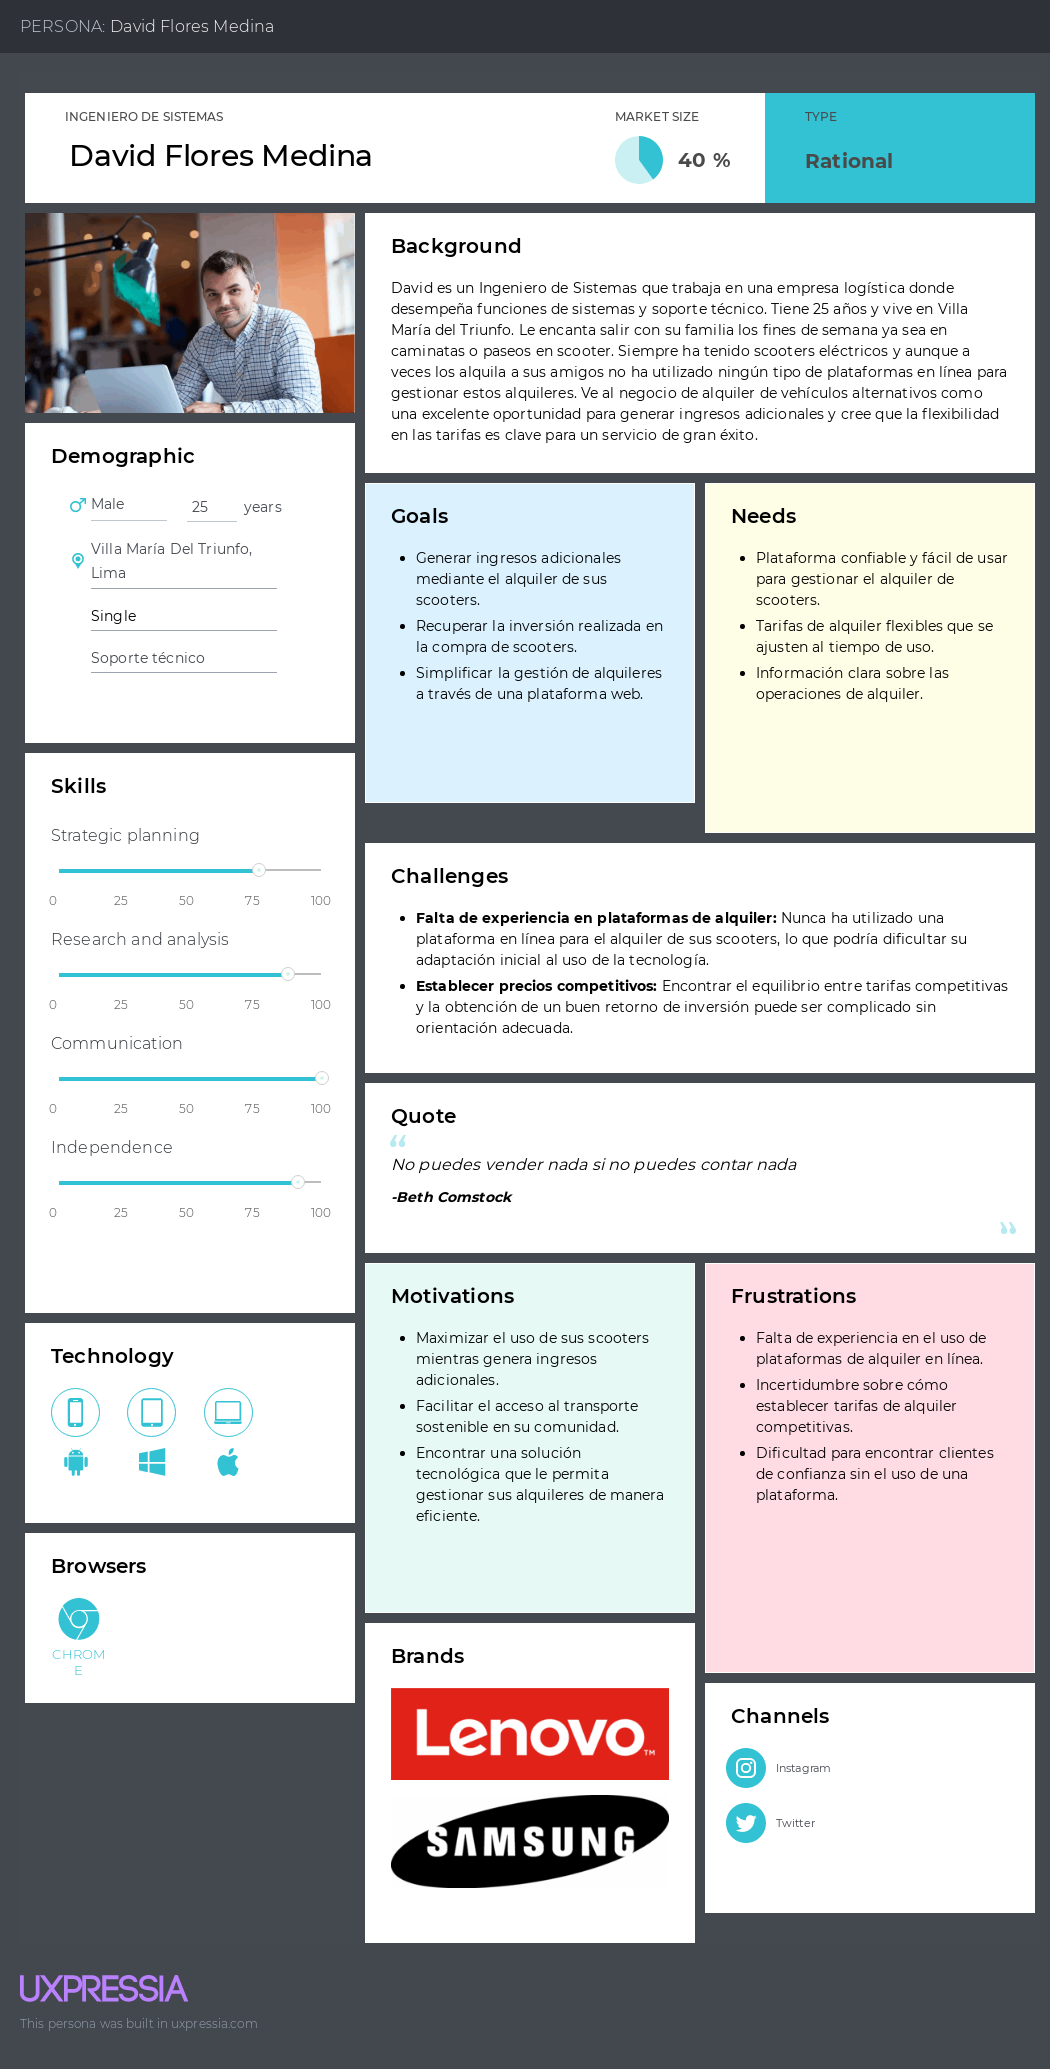 PERSONA: David Flores Medina
INGENIERO DE SISTEMAS
David Flores Medina
MARKET SIZE
40 %
TYPE
Rational
Background
David es un Ingeniero de Sistemas que trabaja en una empresa logística donde
desempeña funciones de sistemas y soporte técnico. Tiene 25 años y vive en Villa
María del Triunfo. Le encanta salir con su familia los fines de semana ya sea en
caminatas o paseos en scooter. Siempre ha tenido scooters eléctricos y aunque a
veces los alquila a sus amigos no ha utilizado ningún tipo de plataformas en línea para
gestionar estos alquileres. Ve al negocio de alquiler de vehículos alternativos como
una excelente oportunidad para generar ingresos adicionales y cree que la flexibilidad
en las tarifas es clave para un servicio de gran éxito.
Demographic
Male 25 years
Villa María Del Triunfo,
Lima
Single
Soporte técnico
Goals
Generar ingresos adicionales
mediante el alquiler de sus
scooters.
Recuperar la inversión realizada en
la compra de scooters.
Simplificar la gestión de alquileres
a través de una plataforma web.
Needs
Plataforma confiable y fácil de usar
para gestionar el alquiler de
scooters.
Tarifas de alquiler flexibles que se
ajusten al tiempo de uso.
Información clara sobre las
operaciones de alquiler.
Skills
Strategic planning
0 25 50 75 100
Research and analysis
0 25 50 75 100
Communication
0 25 50 75 100
Independence
0 25 50 75 100
Challenges
Falta de experiencia en plataformas de alquiler: Nunca ha utilizado una
plataforma en línea para el alquiler de sus scooters, lo que podría dificultar su
adaptación inicial al uso de la tecnología.
Establecer precios competitivos: Encontrar el equilibrio entre tarifas competitivas
y la obtención de un buen retorno de inversión puede ser complicado sin
orientación adecuada.
Quote
“
No puedes vender nada si no puedes contar nada
-Beth Comstock
”
Motivations
Maximizar el uso de sus scooters
mientras genera ingresos
adicionales.
Facilitar el acceso al transporte
sostenible en su comunidad.
Encontrar una solución
tecnológica que le permita
gestionar sus alquileres de manera
eficiente.
Frustrations
Falta de experiencia en el uso de
plataformas de alquiler en línea.
Incertidumbre sobre cómo
establecer tarifas de alquiler
competitivas.
Dificultad para encontrar clientes
de confianza sin el uso de una
plataforma.
Technology
Browsers
CHROM
E
Brands
Lenovo™
SAMSUNG
Channels
Instagram
Twitter
UXPRESSIA
This persona was built in uxpressia.com